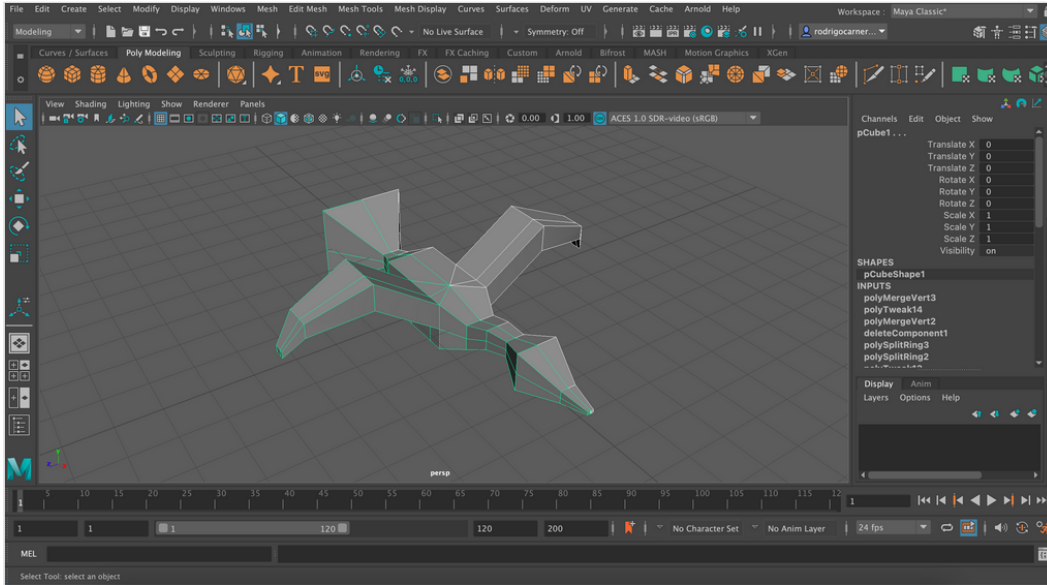 File Edit Create Select Modify Display Windows Mesh Edit Mesh Mesh Tools Mesh Display Curves Surfaces Deform UV Generate Cache Arnold Help Workspace : Maya Classic*
Modeling No Live Surface Symmetry: Off rodrigocarner...
Curves / Surfaces Poly Modeling Sculpting Rigging Animation Rendering FX FX Caching Custom Arnold Bifrost MASH Motion Graphics XGen
T svg 0,0,0
View Shading Lighting Show Renderer Panels
0.00 1.00 ACES 1.0 SDR-video (sRGB)
Channels Edit Object Show
pCube1 . . .
Translate X 0
Translate Y 0
Translate Z 0
Rotate X 0
Rotate Y 0
Rotate Z 0
Scale X 1
Scale Y 1
Scale Z 1
Visibility on
SHAPES
pCubeShape1
INPUTS
polyMergeVert3
polyTweak14
polyMergeVert2
deleteComponent1
polySplitRing3
polySplitRing2
Display Anim
Layers Options Help
persp
1 5 10 15 20 25 30 35 40 45 50 55 60 65 70 75 80 85 90 95 100 105 110 115 12 1
1 1 1 120 120 200 No Character Set No Anim Layer 24 fps
MEL
Select Tool: select an object